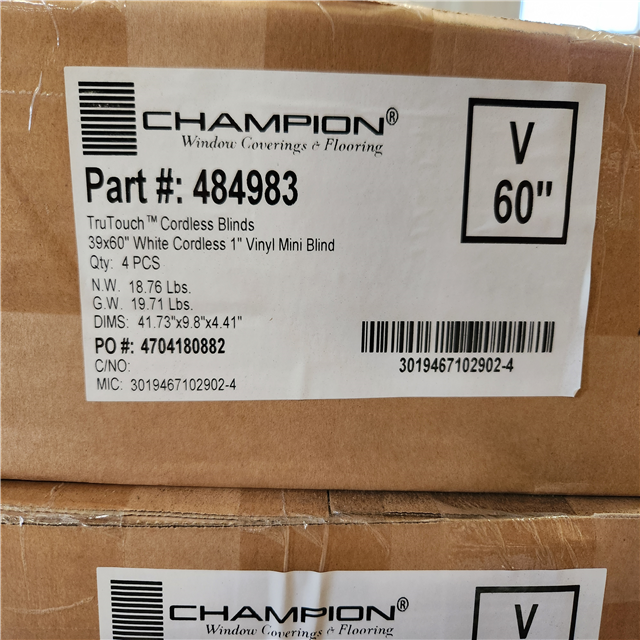 CHAMPION®
Window Coverings & Flooring
V
60"
Part #: 484983
TruTouch™ Cordless Blinds
39x60" White Cordless 1" Vinyl Mini Blind
Qty: 4 PCS
N.W. 18.76 Lbs.
G.W. 19.71 Lbs.
DIMS: 41.73"x9.8"x4.41"
PO #: 4704180882
C/NO:
MIC: 3019467102902-4
3019467102902-4
CHAMPION®
Window Coverings & Flooring
V